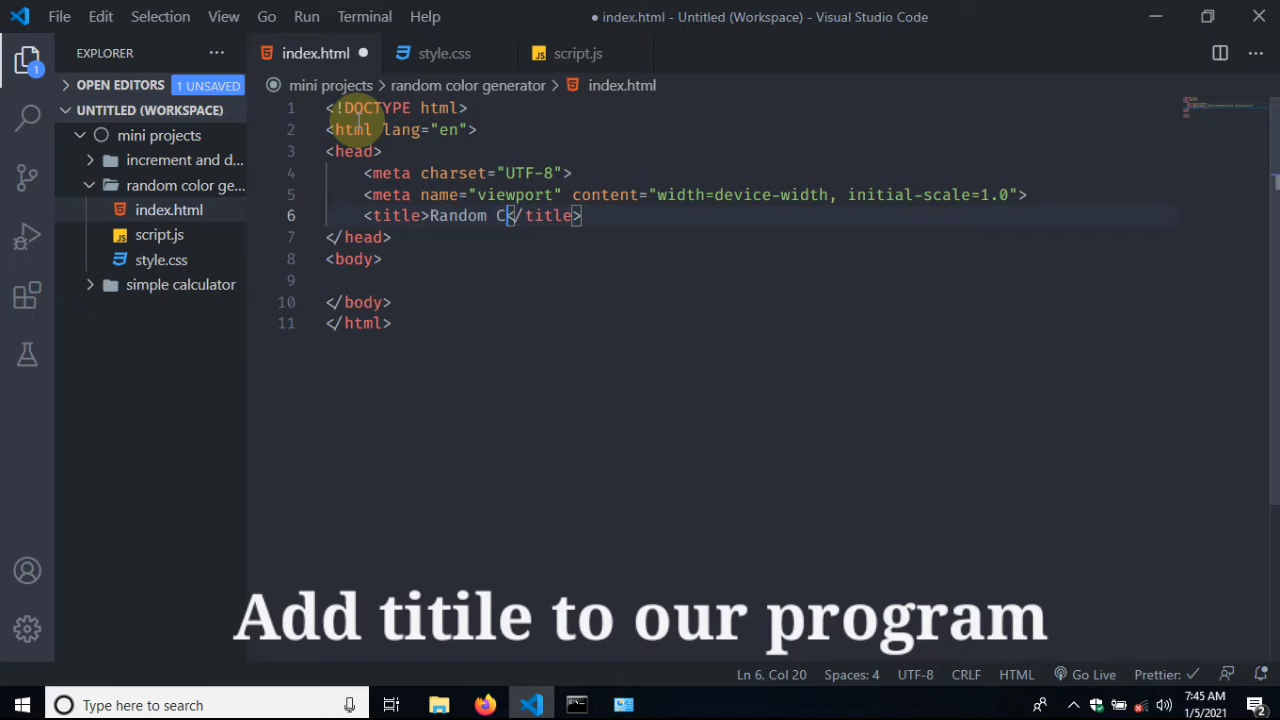 File Edit Selection View Go Run Terminal Help ● index.html - Untitled (Workspace) - Visual Studio Code
EXPLORER ···
index.html ●
style.css
script.js
OPEN EDITORS 1 UNSAVED
mini projects > random color generator > index.html
UNTITLED (WORKSPACE)
mini projects
increment and d...
random color ge...
index.html
script.js
style.css
simple calculator
1
1 <!DOCTYPE html>
2 <html lang="en">
3 <head>
4 <meta charset="UTF-8">
5 <meta name="viewport" content="width=device-width, initial-scale=1.0">
6 <title>Random C</title>
7 </head>
8 <body>
9
10 </body>
11 </html>
Add titile to our program
Ln 6, Col 20 Spaces: 4 UTF-8 CRLF HTML Go Live Prettier: ✓
Type here to search
7:45 AM
1/5/2021
2